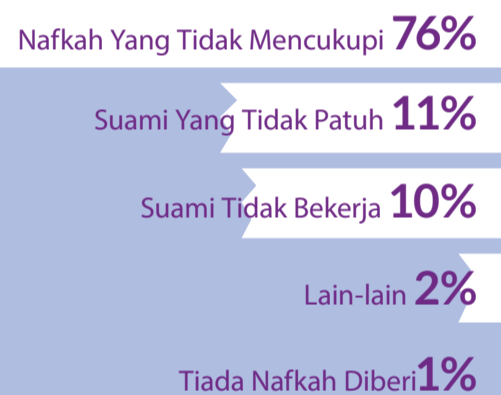 Nafkah Yang Tidak Mencukupi 76%
Suami Yang Tidak Patuh 11%
Suami Tidak Bekerja 10%
Lain-lain 2%
Tiada Nafkah Diberi 1%